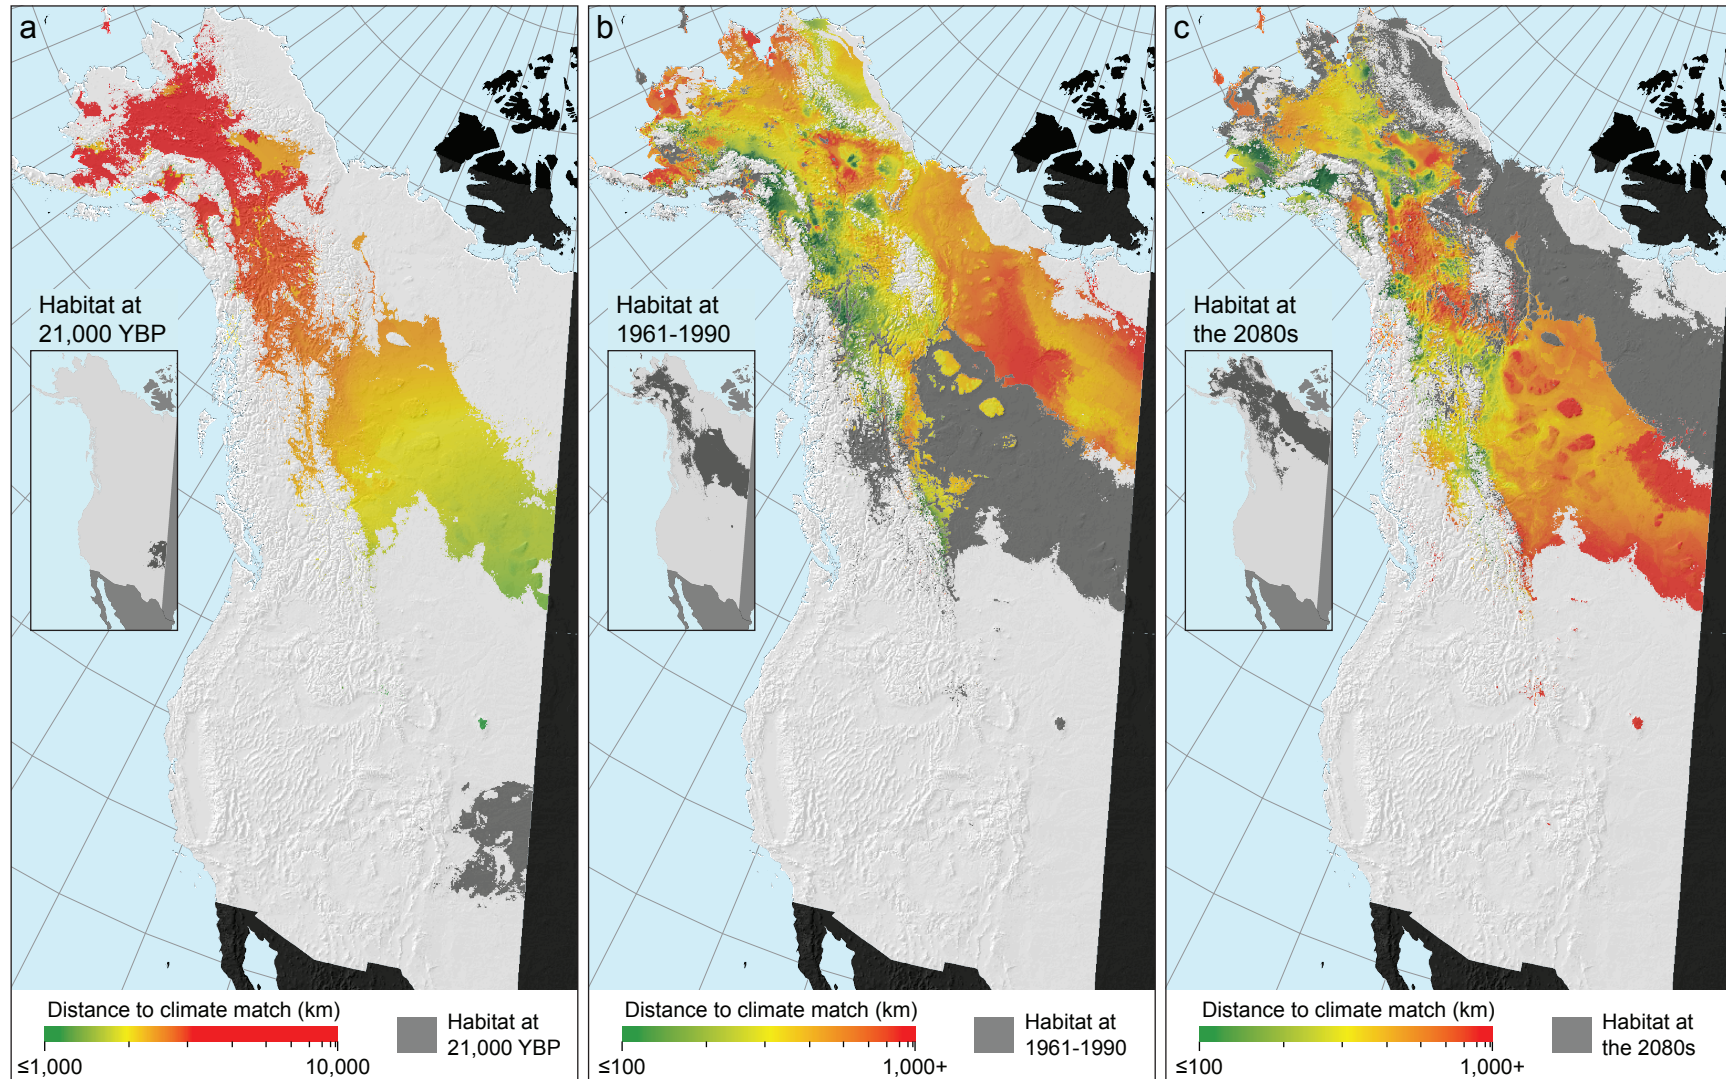 a
Habitat at
21,000 YBP
Distance to climate match (km)
≤1,000
10,000
Habitat at
21,000 YBP
b
Habitat at
1961-1990
Distance to climate match (km)
≤100
1,000+
Habitat at
1961-1990
c
Habitat at
the 2080s
Distance to climate match (km)
≤100
1,000+
Habitat at
the 2080s